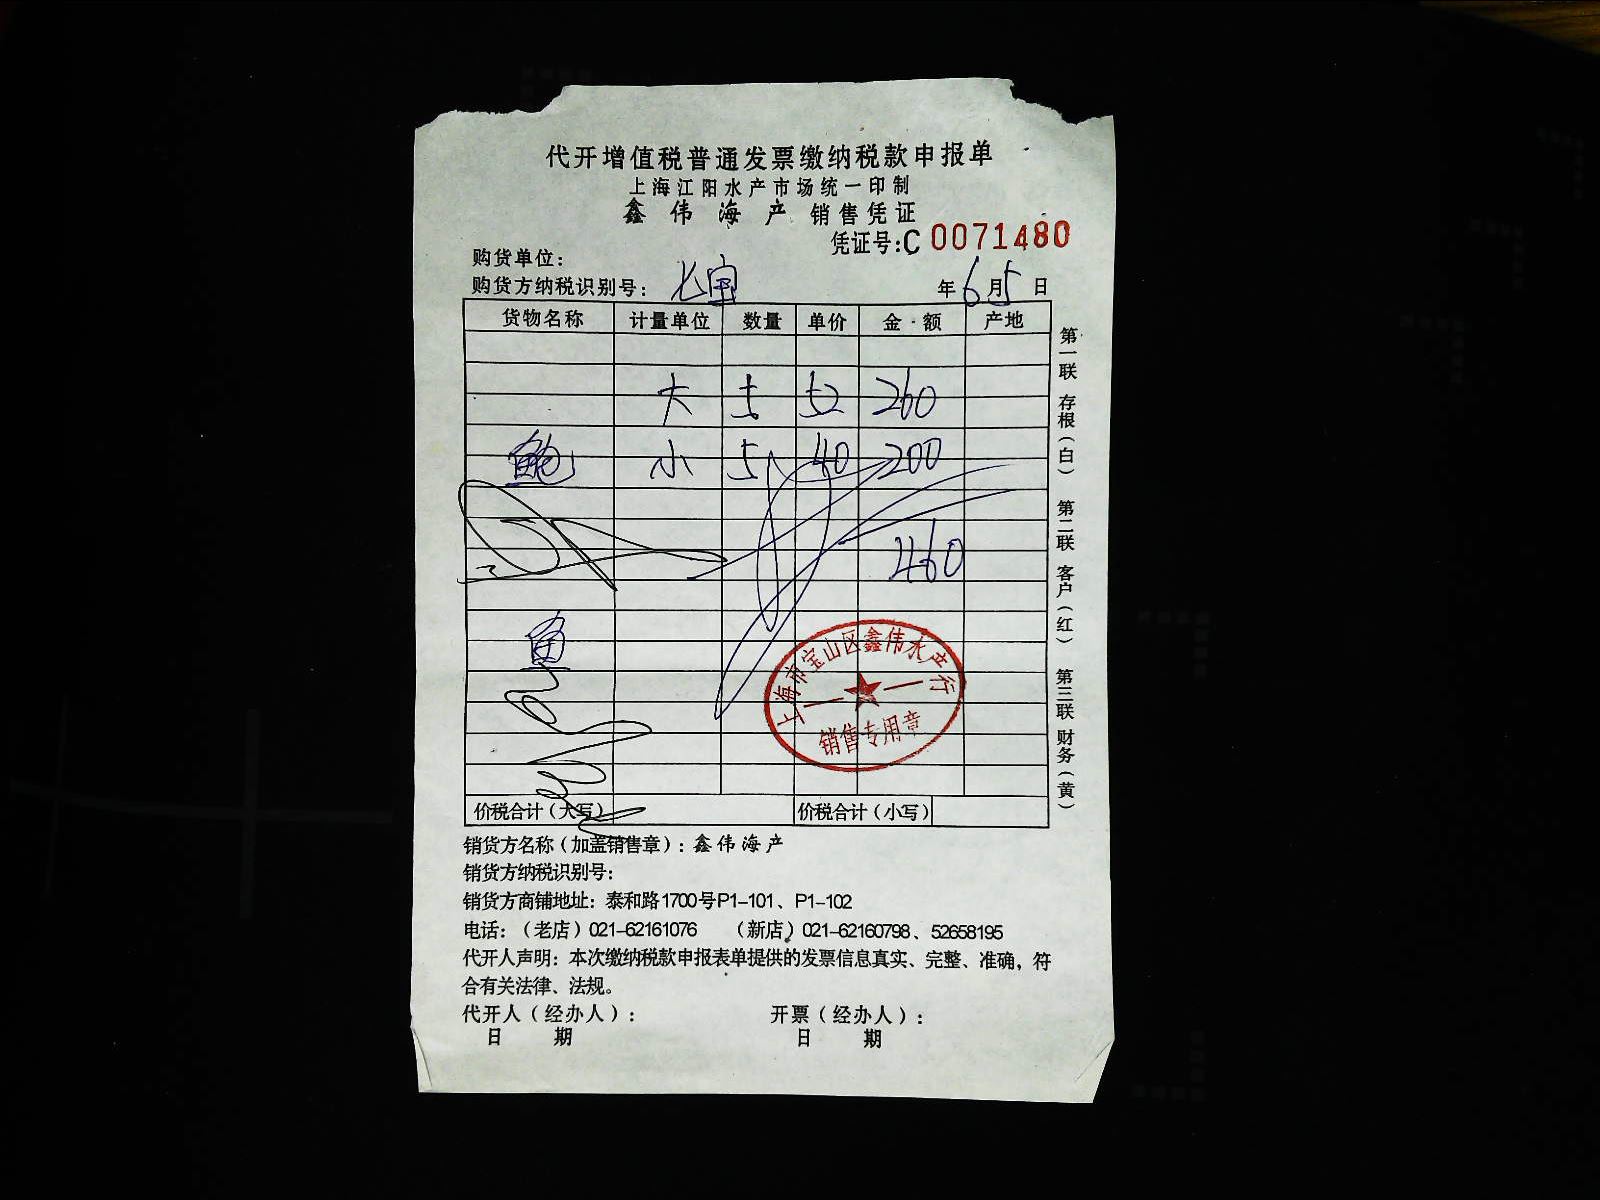 代开增值税普通发票缴纳税款申报单
上海江阳水产市场统一印制
鑫伟海产 销售凭证
凭证号:C 0071480
购货单位:
购货方纳税识别号: 七宝 年6月5日
货物名称 计量单位 数量 单价 金额 产地
大 5 52 260
鲍 小 5 40 200
460
鱼
上海市宝山区鑫伟水产行
销售专用章
价税合计(大写) 价税合计(小写)
第一联 存根(白) 第二联 客户(红) 第三联 财务(黄)
销货方名称(加盖销售章):鑫伟海产
销货方纳税识别号:
销货方商铺地址:泰和路1700号P1-101、P1-102
电话:(老店)021-62161076 (新店)021-62160798、52658195
代开人声明:本次缴纳税款申报表单提供的发票信息真实、完整、准确,符
合有关法律、法规。
代开人(经办人): 开票(经办人):
日 期 日 期